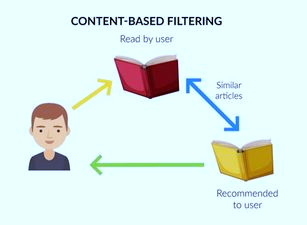 CONTENT-BASED FILTERING
Read by user
Similar
articles
Recommended
to user